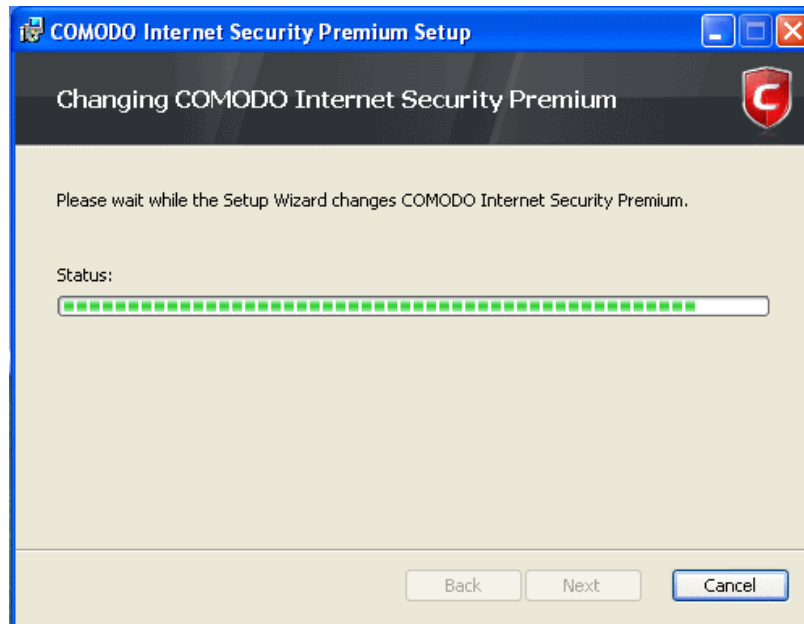 COMODO Internet Security Premium Setup
Changing COMODO Internet Security Premium
C
Please wait while the Setup Wizard changes COMODO Internet Security Premium.
Status:
Back Next Cancel